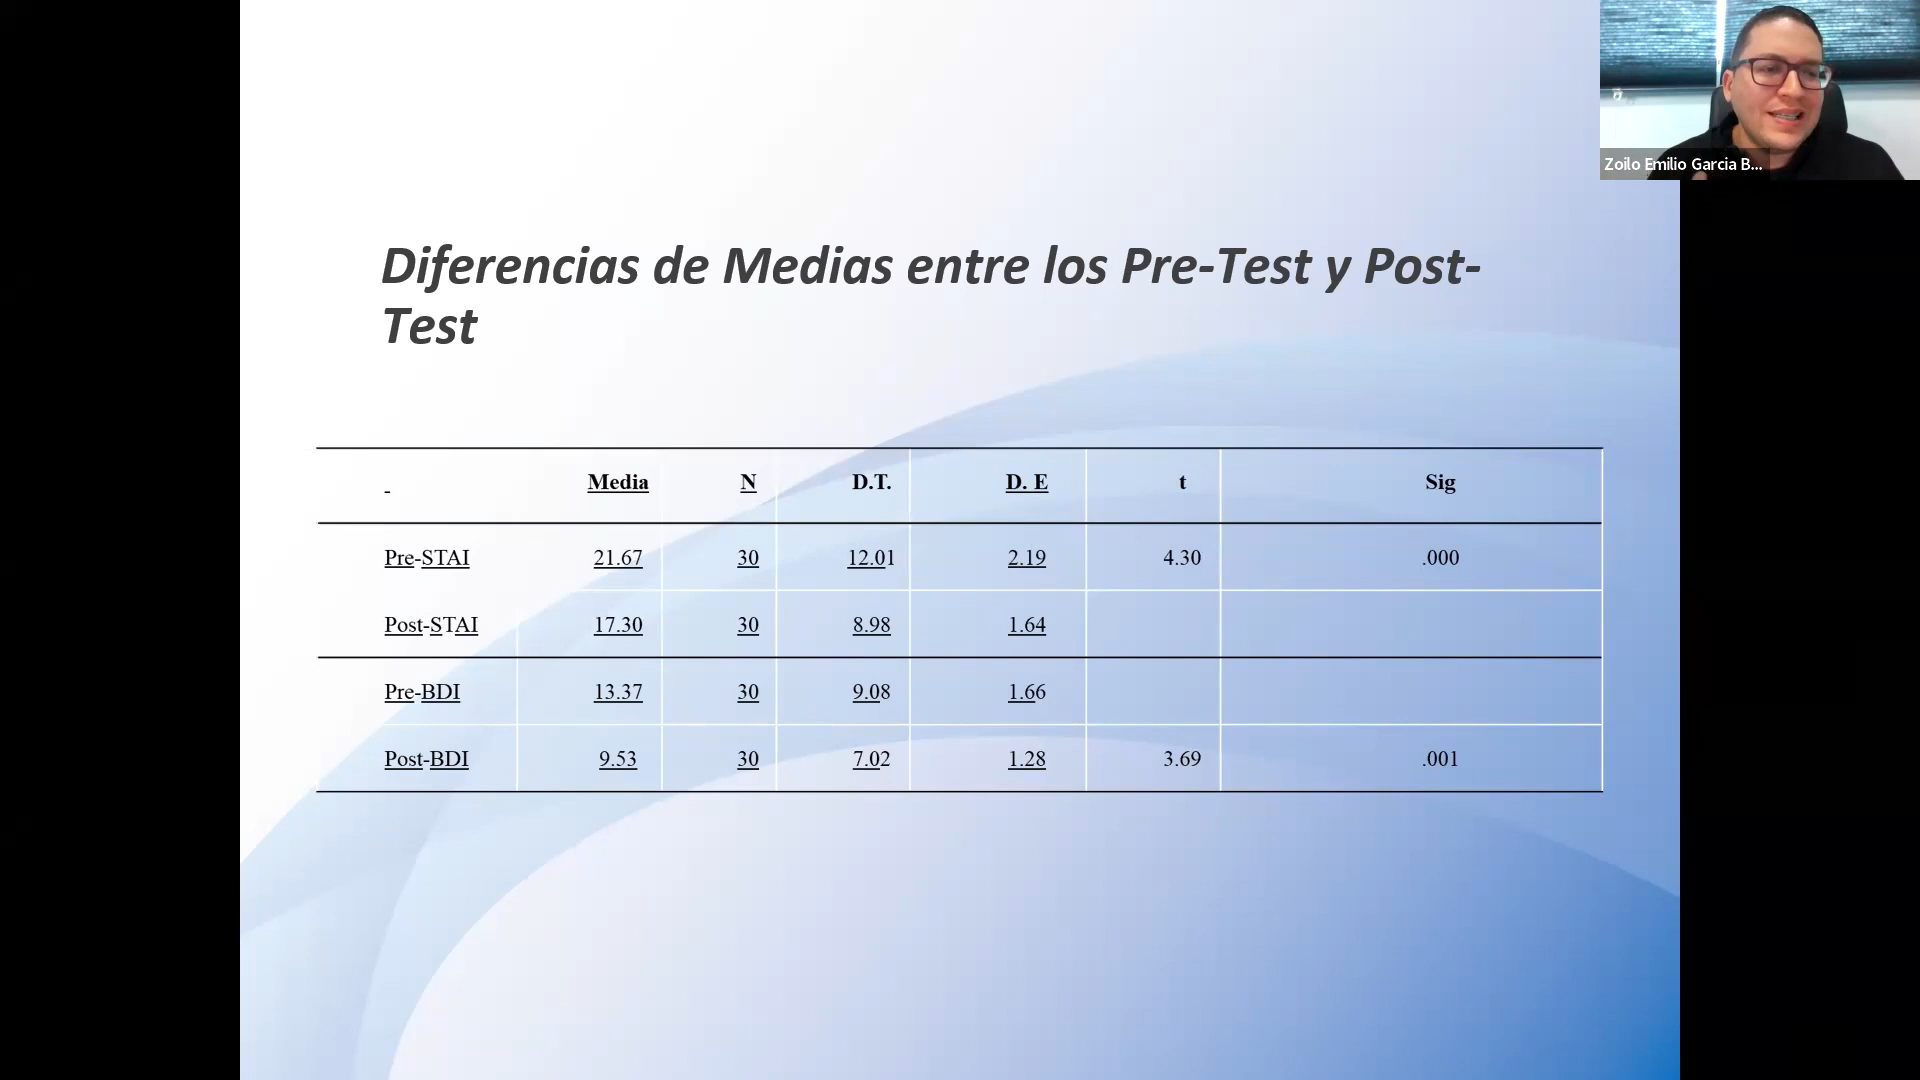 Zoilo Emilio Garcia B...
Diferencias de Medias entre los Pre-Test y Post-
Test
Media N D.T. D. E t Sig
Pre-STAI 21.67 30 12.01 2.19 4.30 .000
Post-STAI 17.30 30 8.98 1.64
Pre-BDI 13.37 30 9.08 1.66
Post-BDI 9.53 30 7.02 1.28 3.69 .001